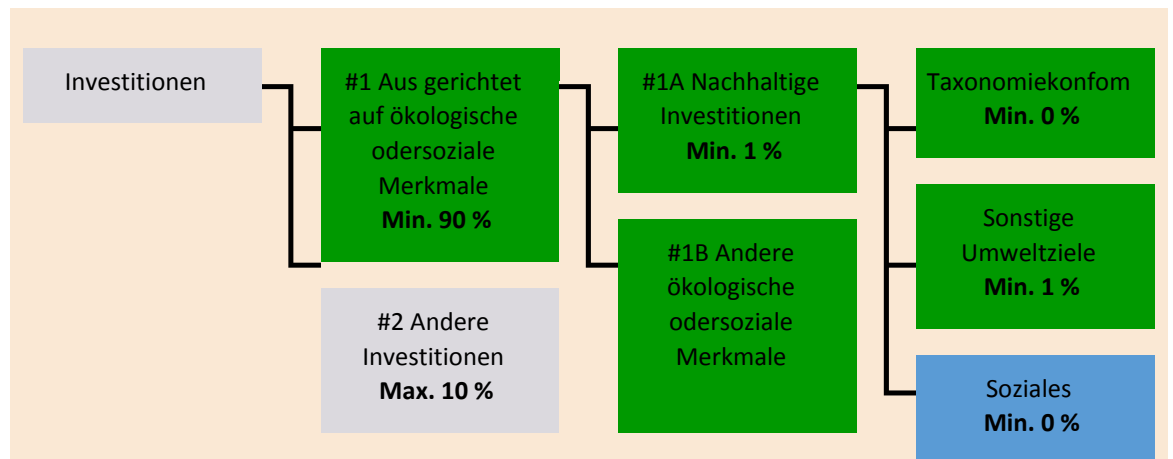 Investitionen
#1 Aus gerichtet
auf ökologische
odersoziale
Merkmale
Min. 90 %
#2 Andere
Investitionen
Max. 10 %
#1A Nachhaltige
Investitionen
Min. 1 %
#1B Andere
ökologische
odersoziale
Merkmale
Taxonomiekonfom
Min. 0 %
Sonstige
Umweltziele
Min. 1 %
Soziales
Min. 0 %